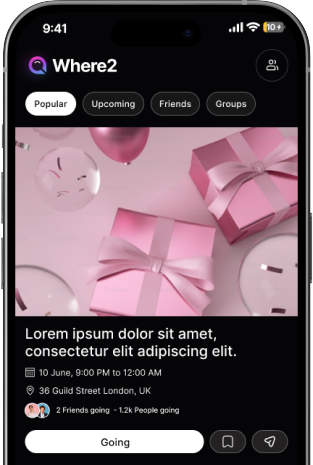 9:41
10+
Where2
Popular
Upcoming
Friends
Groups
Lorem ipsum dolor sit amet,
consectetur elit adipiscing elit.
10 June, 9:00 PM to 12:00 AM
36 Guild Street London, UK
2 Friends going - 1.2k People going
Going